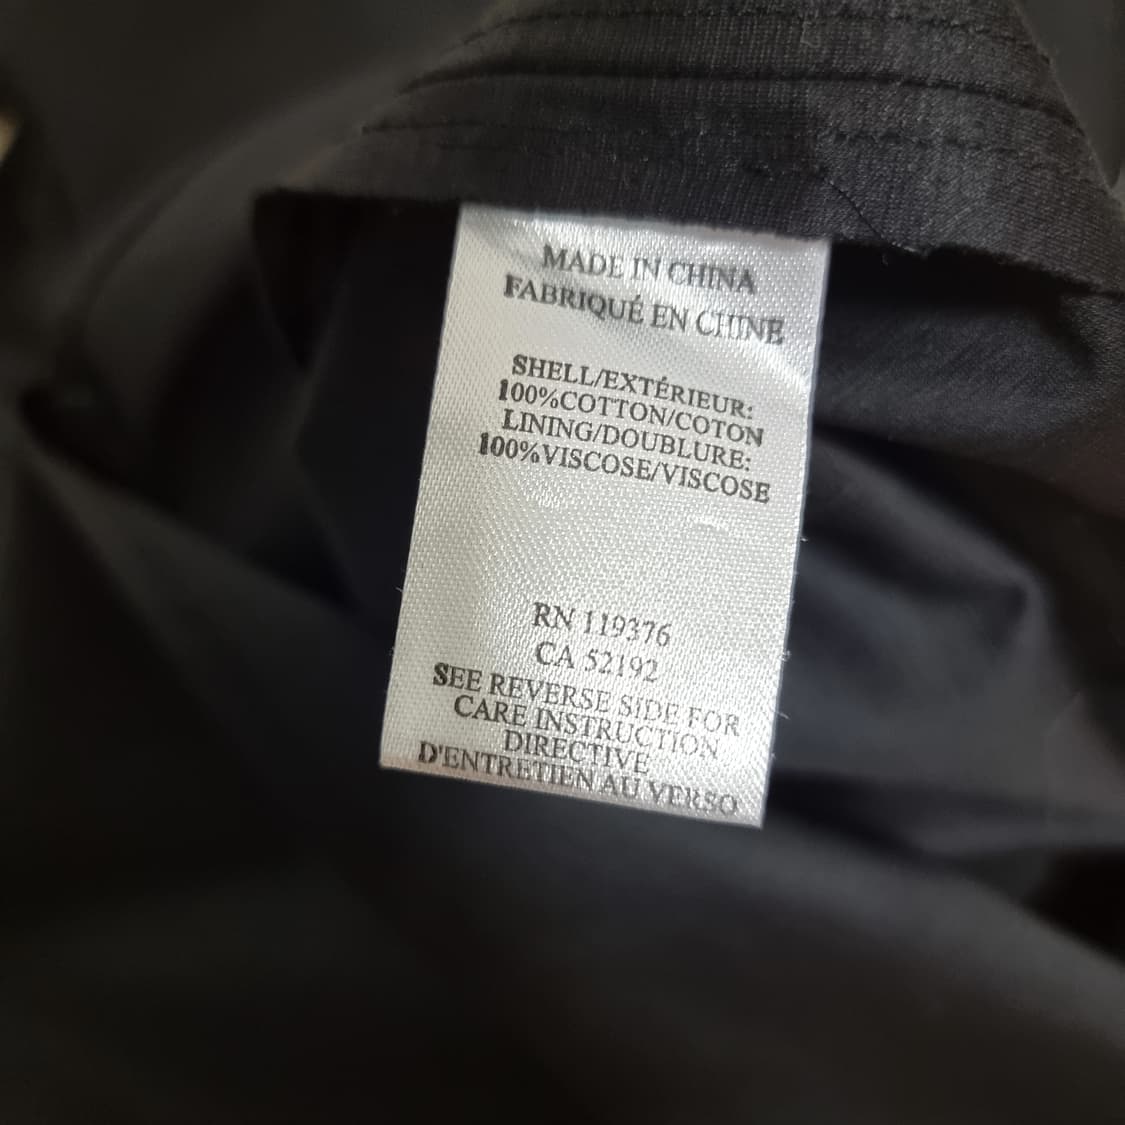 MADE IN CHINA
FABRIQUÉ EN CHINE
SHELL/EXTÉRIEUR:
100%COTTON/COTON
LINING/DOUBLURE:
100%VISCOSE/VISCOSE
RN 119376
CA 52192
SEE REVERSE SIDE FOR
CARE INSTRUCTION
DIRECTIVE
D'ENTRETIEN AU VERSO